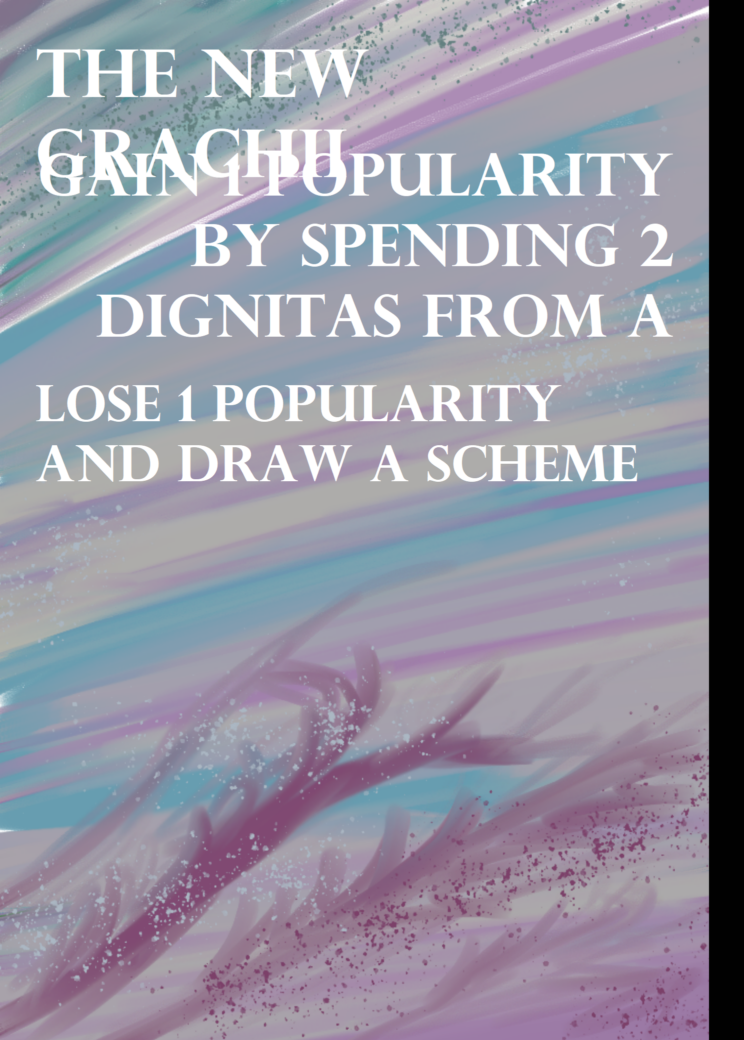 THE NEW
GRACHII
GAIN 1 POPULARITY
BY SPENDING 2
DIGNITAS FROM A
LOSE 1 POPULARITY
AND DRAW A SCHEME